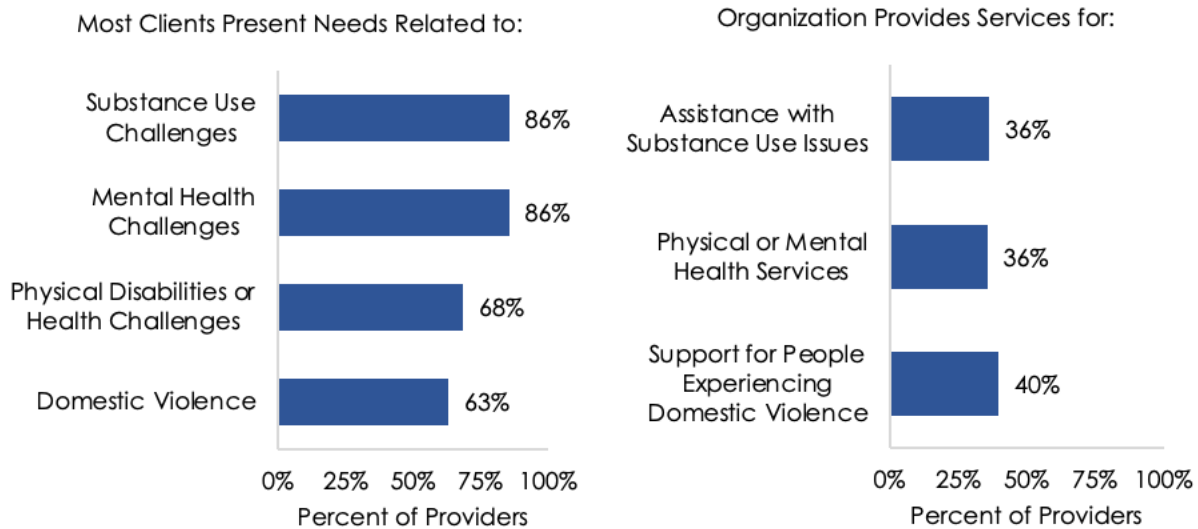 Most Clients Present Needs Related to:
Substance Use
Challenges
86%
Mental Health
Challenges
86%
Physical Disabilities or
Health Challenges
68%
Domestic Violence
63%
0% 25% 50% 75% 100%
Percent of Providers
Organization Provides Services for:
Assistance with
Substance Use Issues
36%
Physical or Mental
Health Services
36%
Support for People
Experiencing
Domestic Violence
40%
0% 25% 50% 75% 100%
Percent of Providers